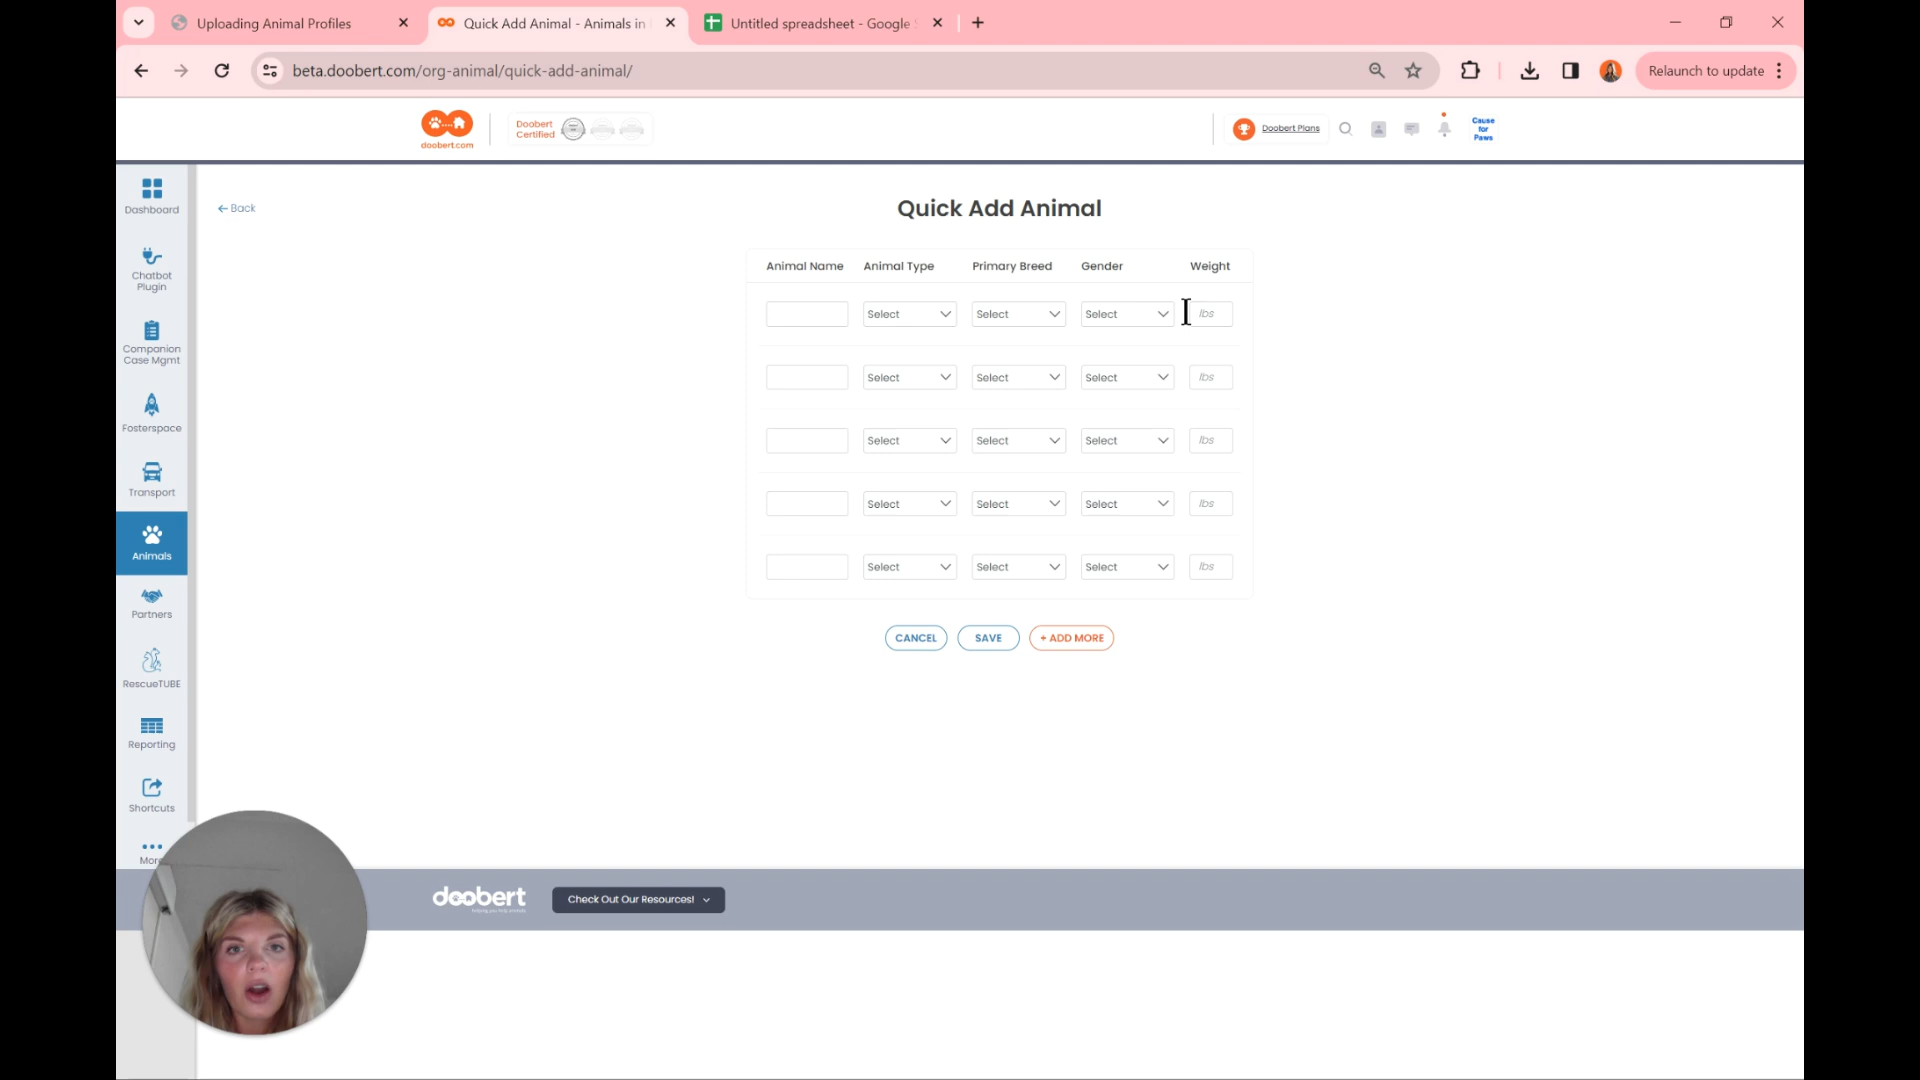 Uploading Animal Profiles
Quick Add Animal - Animals in
Untitled spreadsheet - Google
beta.doobert.com/org-animal/quick-add-animal/
Relaunch to update
doobert.com
Doobert
Certified
Doobert Plans
Cause
for
Paws
Dashboard
Chatbot
Plugin
Companion
Case Mgmt
Fosterspace
Transport
Animals
Partners
RescueTUBE
Reporting
Shortcuts
More
Back
Quick Add Animal
Animal Name Animal Type Primary Breed Gender Weight
Select Select Select lbs
Select Select Select lbs
Select Select Select lbs
Select Select Select lbs
Select Select Select lbs
CANCEL SAVE + ADD MORE
doobert
Check Out Our Resources!